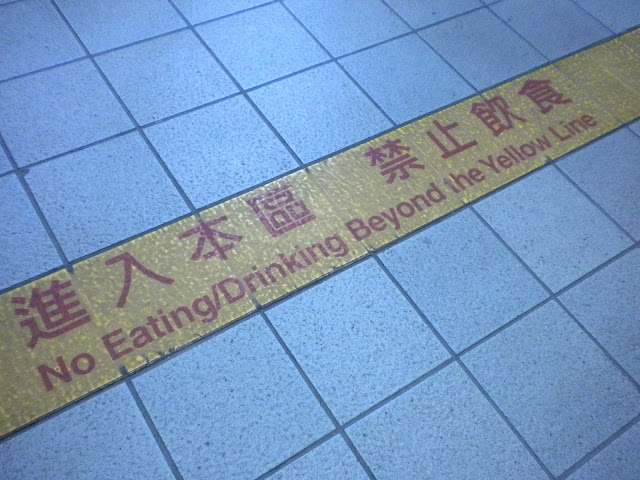 進入本區 禁止飲食
No Eating/Drinking Beyond the Yellow Line